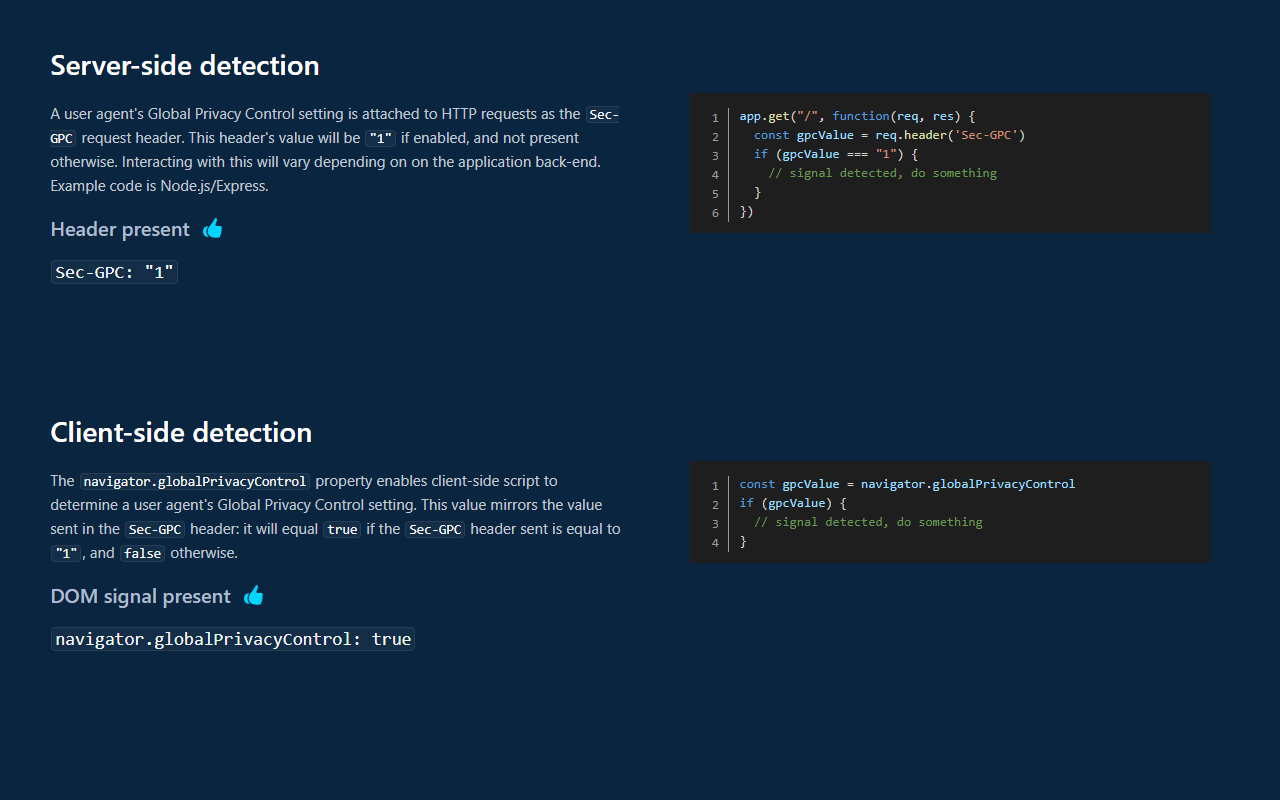 Server-side detection
A user agent's Global Privacy Control setting is attached to HTTP requests as the Sec-
GPC request header. This header's value will be "1" if enabled, and not present
otherwise. Interacting with this will vary depending on on the application back-end.
Example code is Node.js/Express.
Header present
Sec-GPC: "1"
1 app.get("/", function(req, res) {
2   const gpcValue = req.header('Sec-GPC')
3   if (gpcValue === "1") {
4     // signal detected, do something
5   }
6 })
Client-side detection
The navigator.globalPrivacyControl property enables client-side script to
determine a user agent's Global Privacy Control setting. This value mirrors the value
sent in the Sec-GPC header: it will equal true if the Sec-GPC header sent is equal to
"1", and false otherwise.
DOM signal present
navigator.globalPrivacyControl: true
1 const gpcValue = navigator.globalPrivacyControl
2 if (gpcValue) {
3   // signal detected, do something
4 }